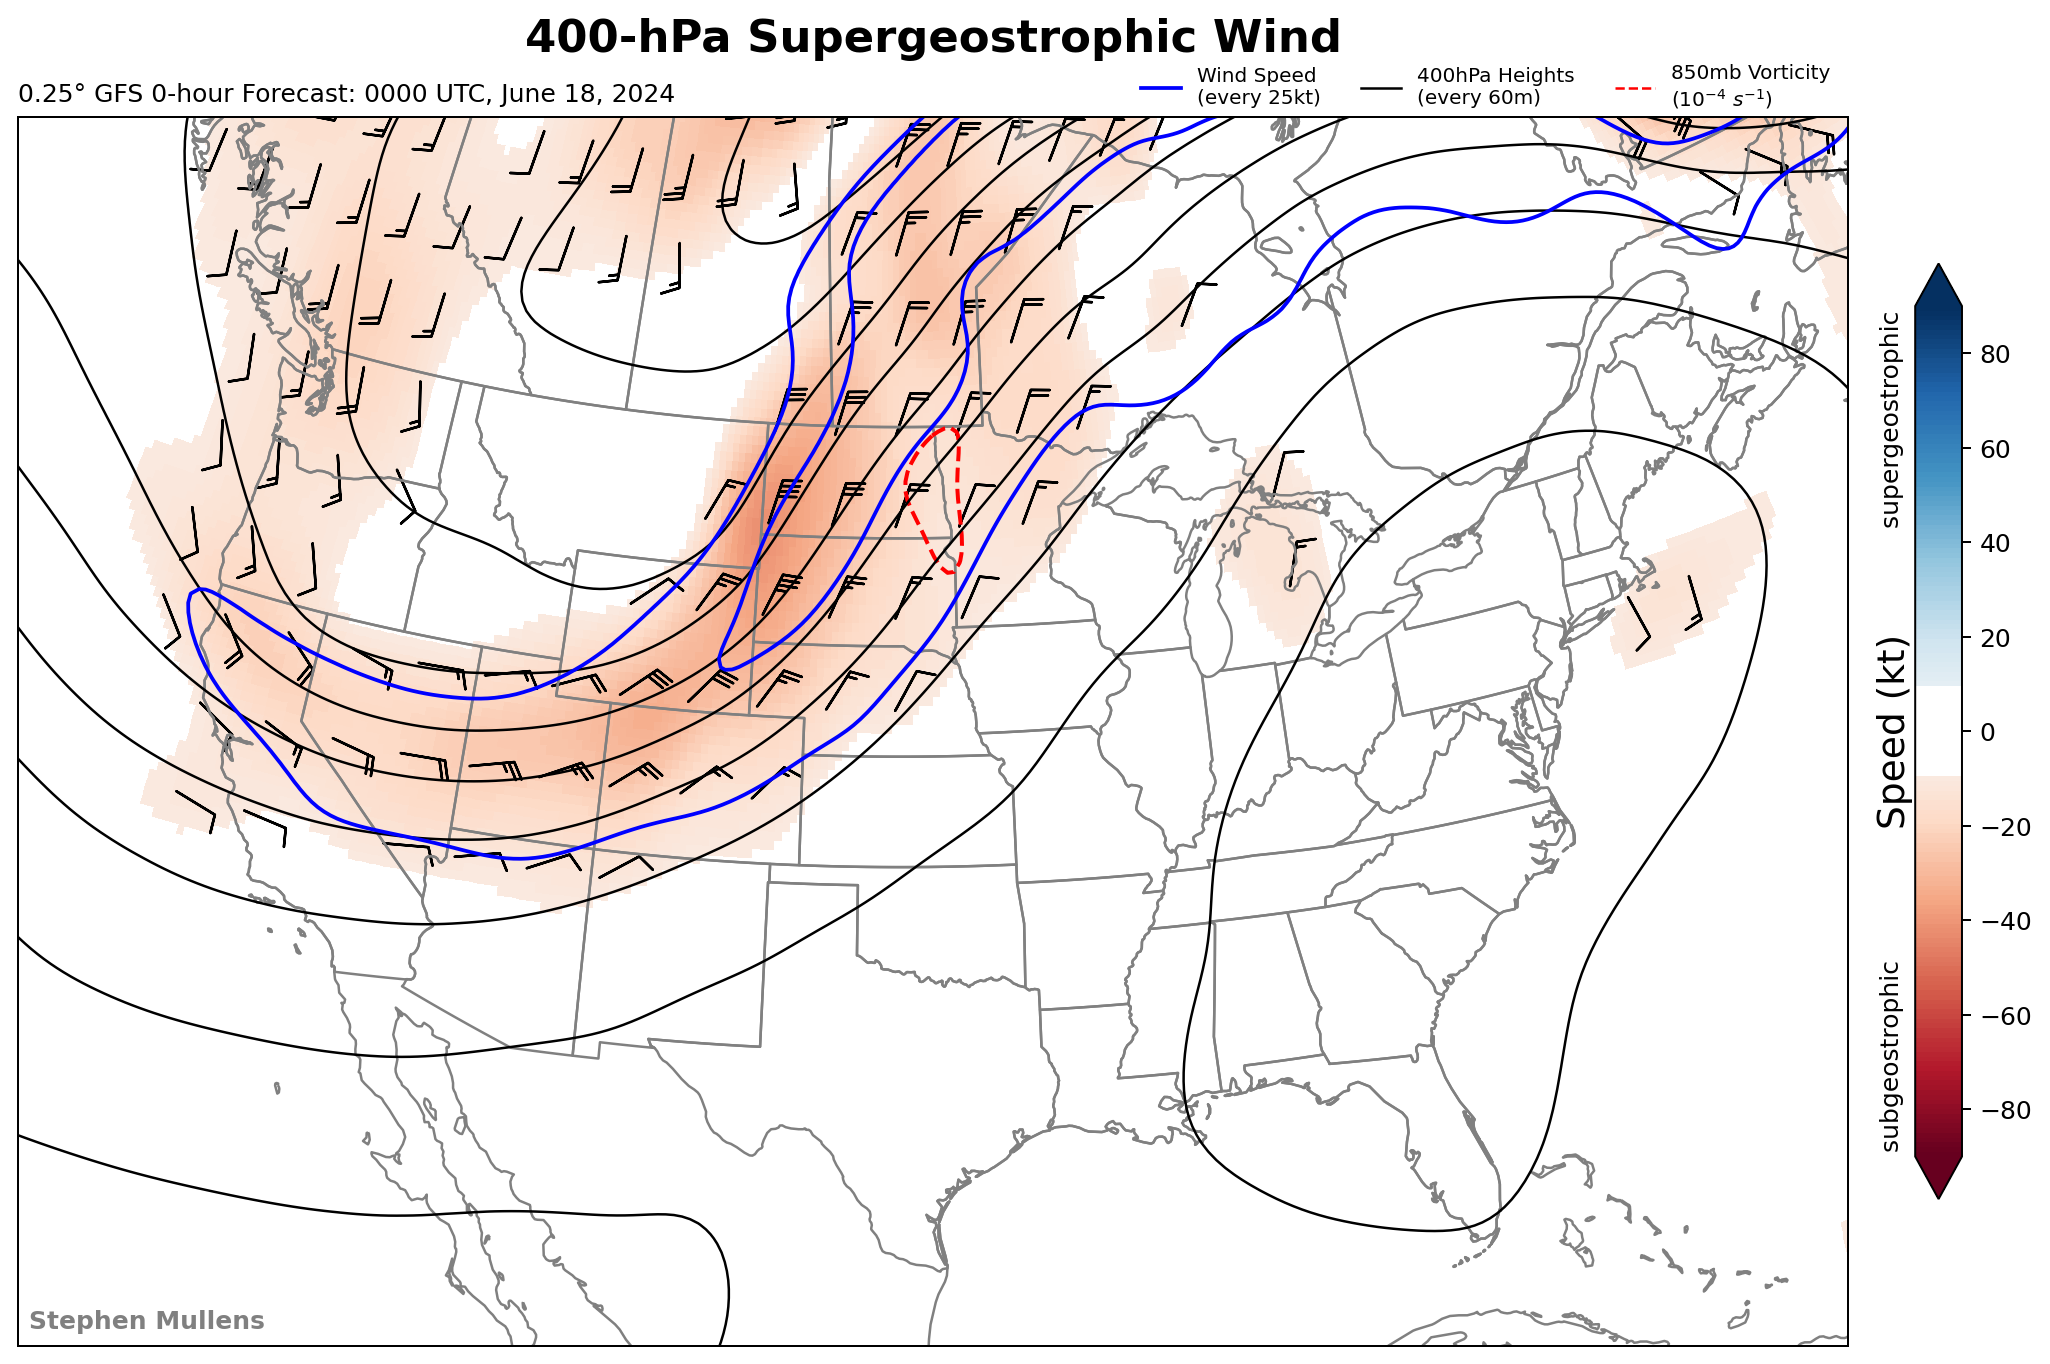 400-hPa Supergeostrophic Wind
0.25° GFS 0-hour Forecast: 0000 UTC, June 18, 2024
Wind Speed
(every 25kt)
400hPa Heights
(every 60m)
850mb Vorticity
(10⁻⁴ s⁻¹)
supergeostrophic
Speed (kt)
subgeostrophic
80
60
40
20
0
−20
−40
−60
−80
Stephen Mullens